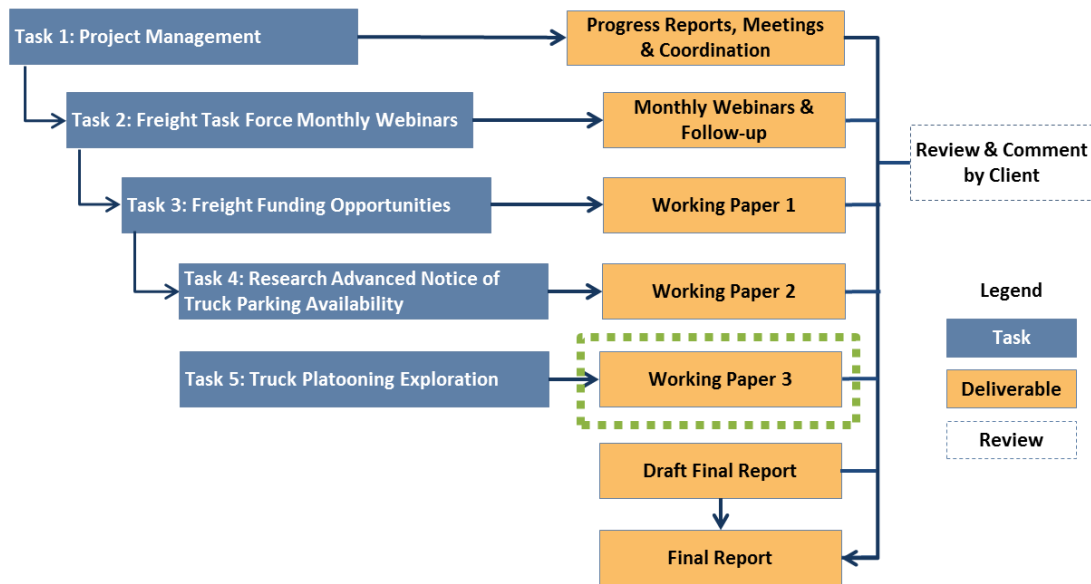 Task 1: Project Management
Progress Reports, Meetings
& Coordination
Task 2: Freight Task Force Monthly Webinars
Monthly Webinars &
Follow-up
Review & Comment
by Client
Task 3: Freight Funding Opportunities
Working Paper 1
Task 4: Research Advanced Notice of
Truck Parking Availability
Working Paper 2
Task 5: Truck Platooning Exploration
Working Paper 3
Draft Final Report
Final Report
Legend
Task
Deliverable
Review